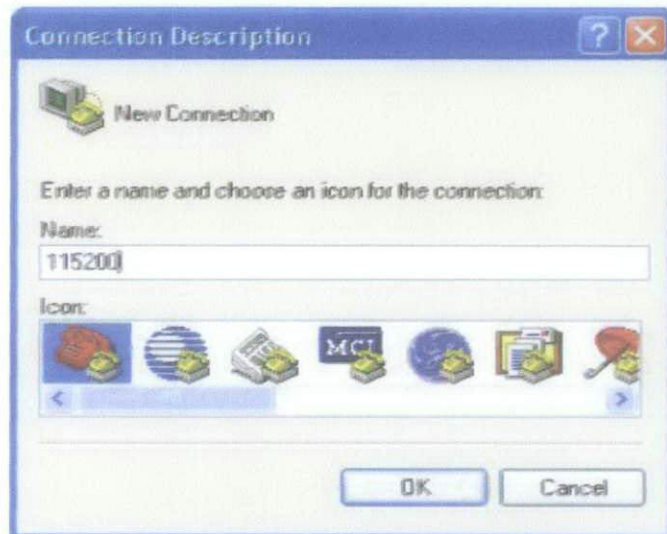 Connection Description
New Connection
Enter a name and choose an icon for the connection:
Name:
115200
Icon:
MCI
OK
Cancel